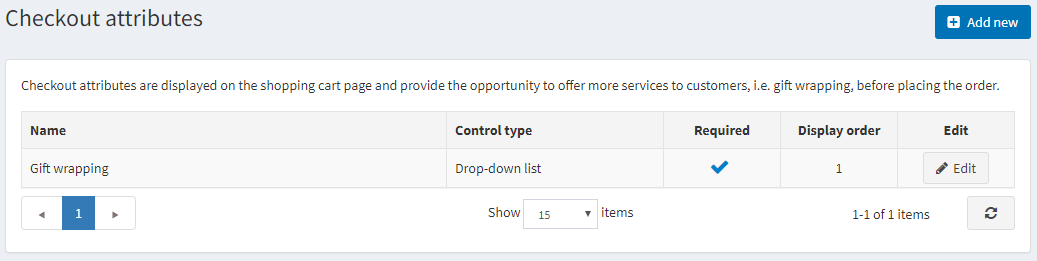 Checkout attributes
Add new
Checkout attributes are displayed on the shopping cart page and provide the opportunity to offer more services to customers, i.e. gift wrapping, before placing the order.
Name Control type Required Display order Edit
Gift wrapping Drop-down list 1 Edit
1 Show 15 items 1-1 of 1 items